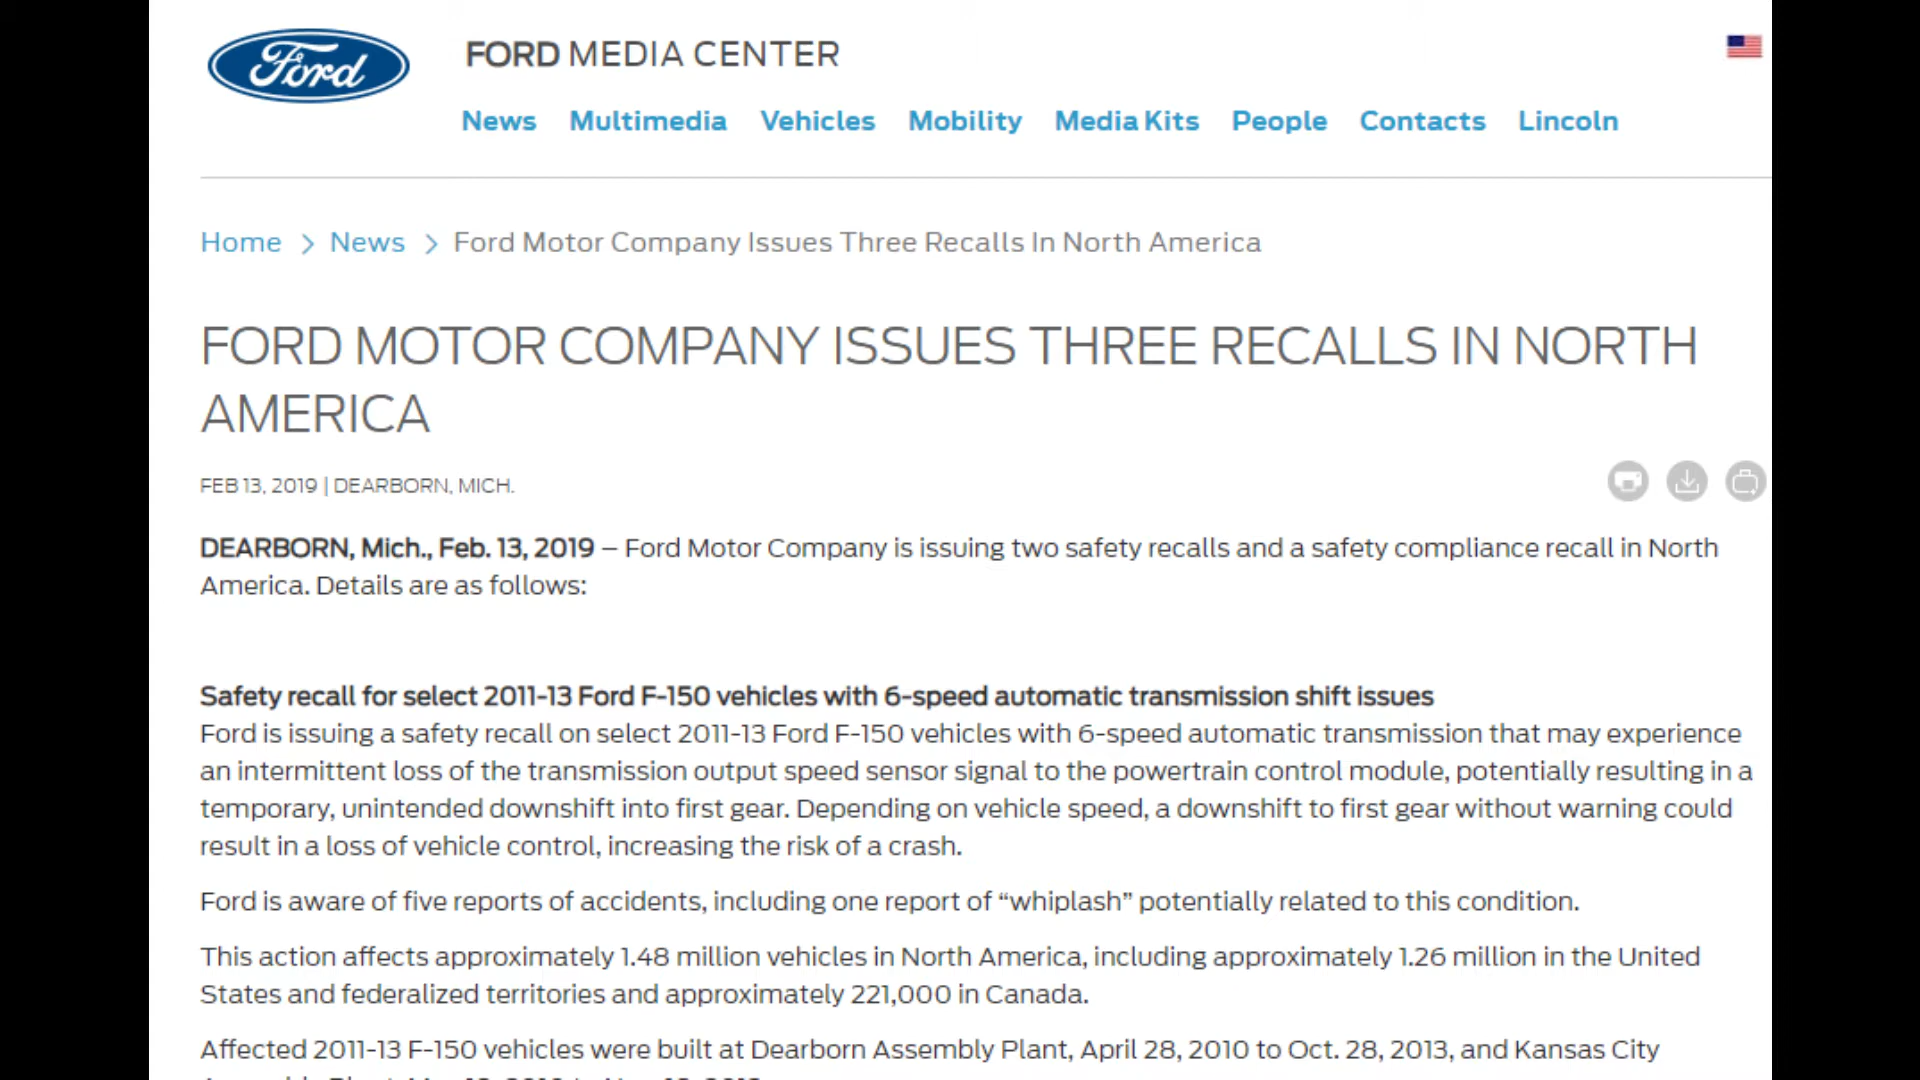 Ford
FORD MEDIA CENTER
News Multimedia Vehicles Mobility Media Kits People Contacts Lincoln
Home > News > Ford Motor Company Issues Three Recalls In North America
FORD MOTOR COMPANY ISSUES THREE RECALLS IN NORTH
AMERICA
FEB 13, 2019 | DEARBORN, MICH.
DEARBORN, Mich., Feb. 13, 2019 – Ford Motor Company is issuing two safety recalls and a safety compliance recall in North
America. Details are as follows:
Safety recall for select 2011-13 Ford F-150 vehicles with 6-speed automatic transmission shift issues
Ford is issuing a safety recall on select 2011-13 Ford F-150 vehicles with 6-speed automatic transmission that may experience
an intermittent loss of the transmission output speed sensor signal to the powertrain control module, potentially resulting in a
temporary, unintended downshift into first gear. Depending on vehicle speed, a downshift to first gear without warning could
result in a loss of vehicle control, increasing the risk of a crash.
Ford is aware of five reports of accidents, including one report of “whiplash” potentially related to this condition.
This action affects approximately 1.48 million vehicles in North America, including approximately 1.26 million in the United
States and federalized territories and approximately 221,000 in Canada.
Affected 2011-13 F-150 vehicles were built at Dearborn Assembly Plant, April 28, 2010 to Oct. 28, 2013, and Kansas City